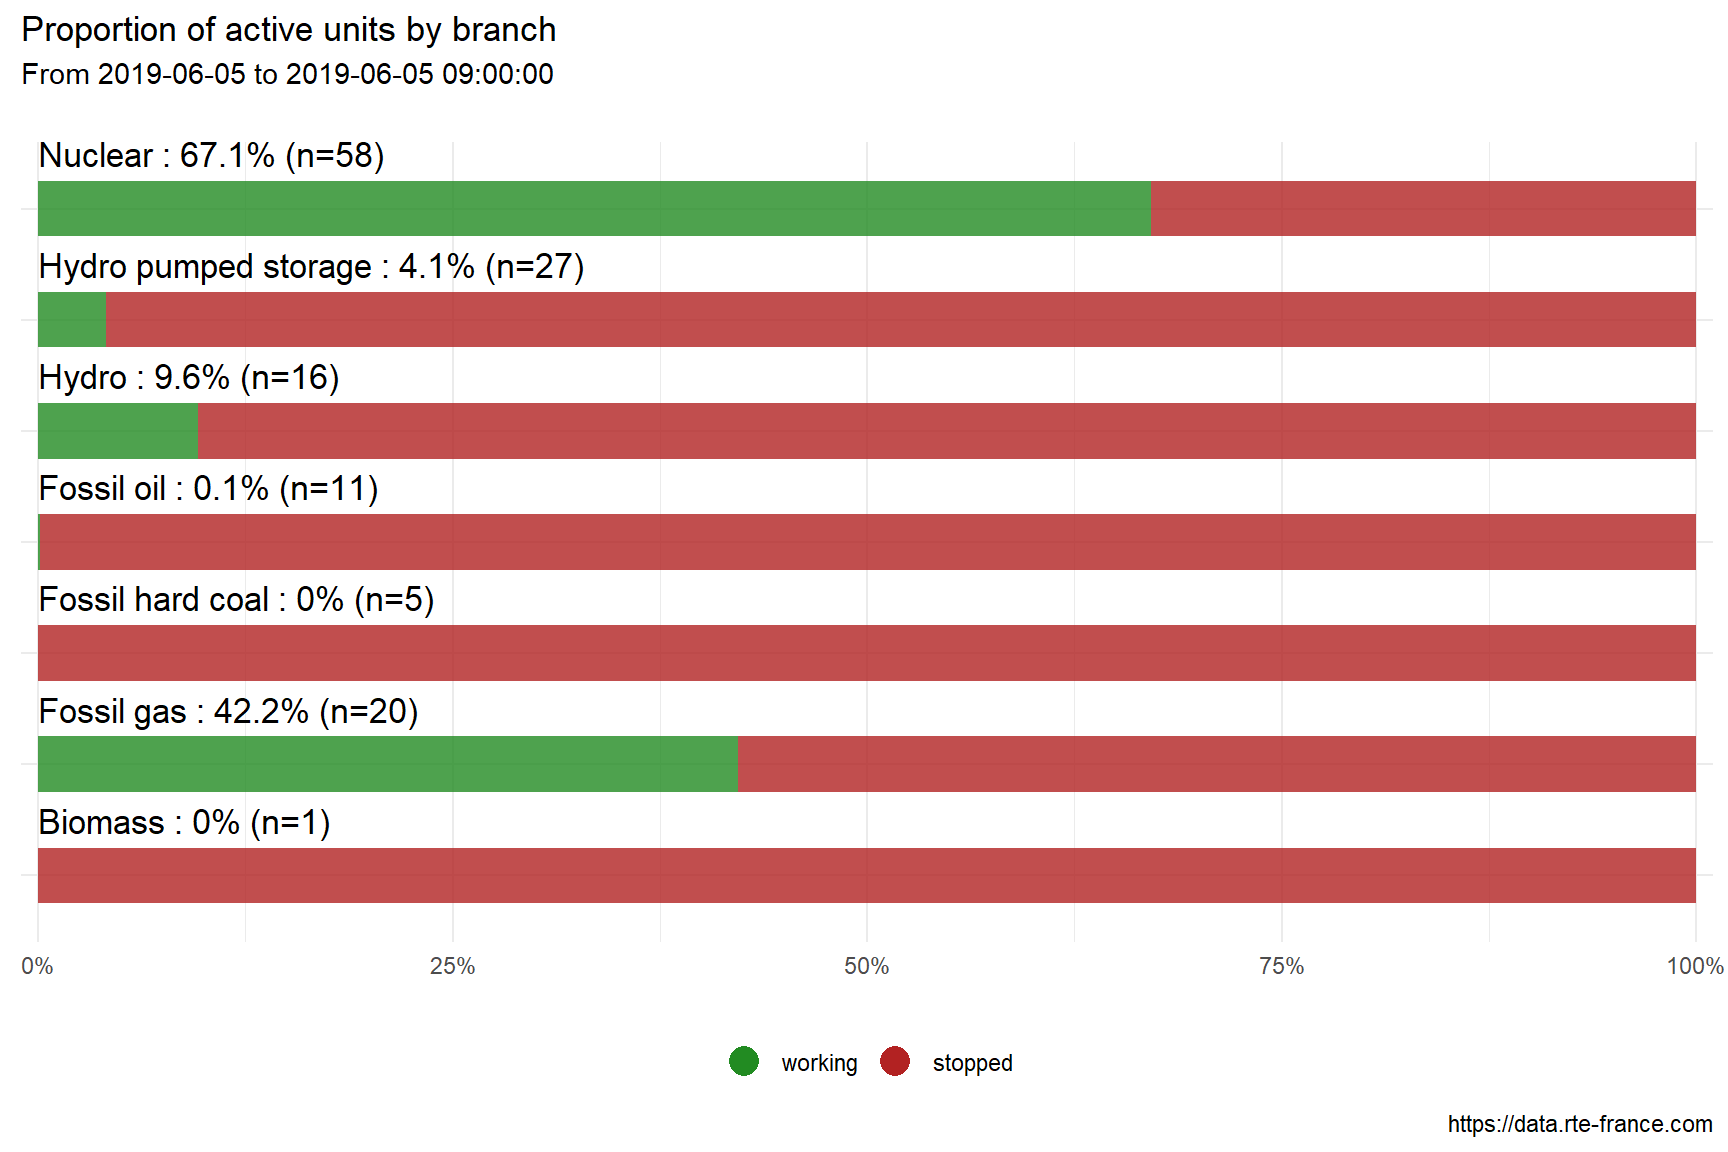 Proportion of active units by branch
From 2019-06-05 to 2019-06-05 09:00:00
Nuclear : 67.1% (n=58)
Hydro pumped storage : 4.1% (n=27)
Hydro : 9.6% (n=16)
Fossil oil : 0.1% (n=11)
Fossil hard coal : 0% (n=5)
Fossil gas : 42.2% (n=20)
Biomass : 0% (n=1)
0% 25% 50% 75% 100%
working stopped
https://data.rte-france.com